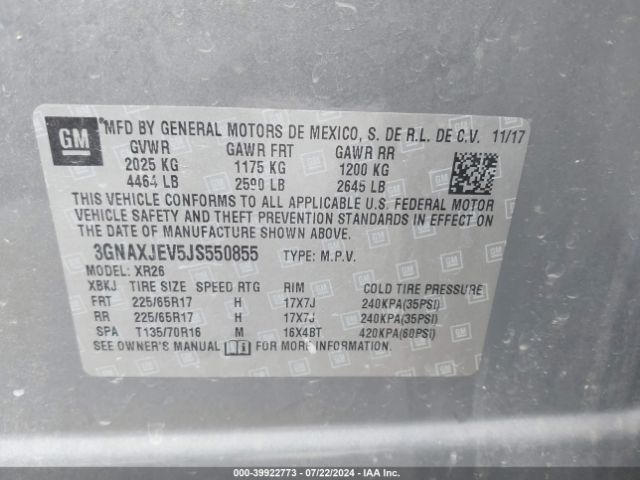 GM
MFD BY GENERAL MOTORS DE MEXICO, S. DE R.L. DE C.V. 11/17
GVWR GAWR FRT GAWR RR
2025 KG 1175 KG 1200 KG
4464 LB 2590 LB 2645 LB
THIS VEHICLE CONFORMS TO ALL APPLICABLE U.S. FEDERAL MOTOR
VEHICLE SAFETY AND THEFT PREVENTION STANDARDS IN EFFECT ON
THE DATE OF MANUFACTURE SHOWN ABOVE.
3GNAXJEV5JS550855 TYPE: M.P.V.
MODEL: XR26
XBKJ TIRE SIZE SPEED RTG RIM COLD TIRE PRESSURE
FRT 225/65R17 H 17X7J 240KPA(35PSI)
RR 225/65R17 H 17X7J 240KPA(35PSI)
SPA T135/70R16 M 16X4BT 420KPA(60PSI)
SEE OWNER'S MANUAL FOR MORE INFORMATION.
000-39922773 - 07/22/2024 - IAA Inc.